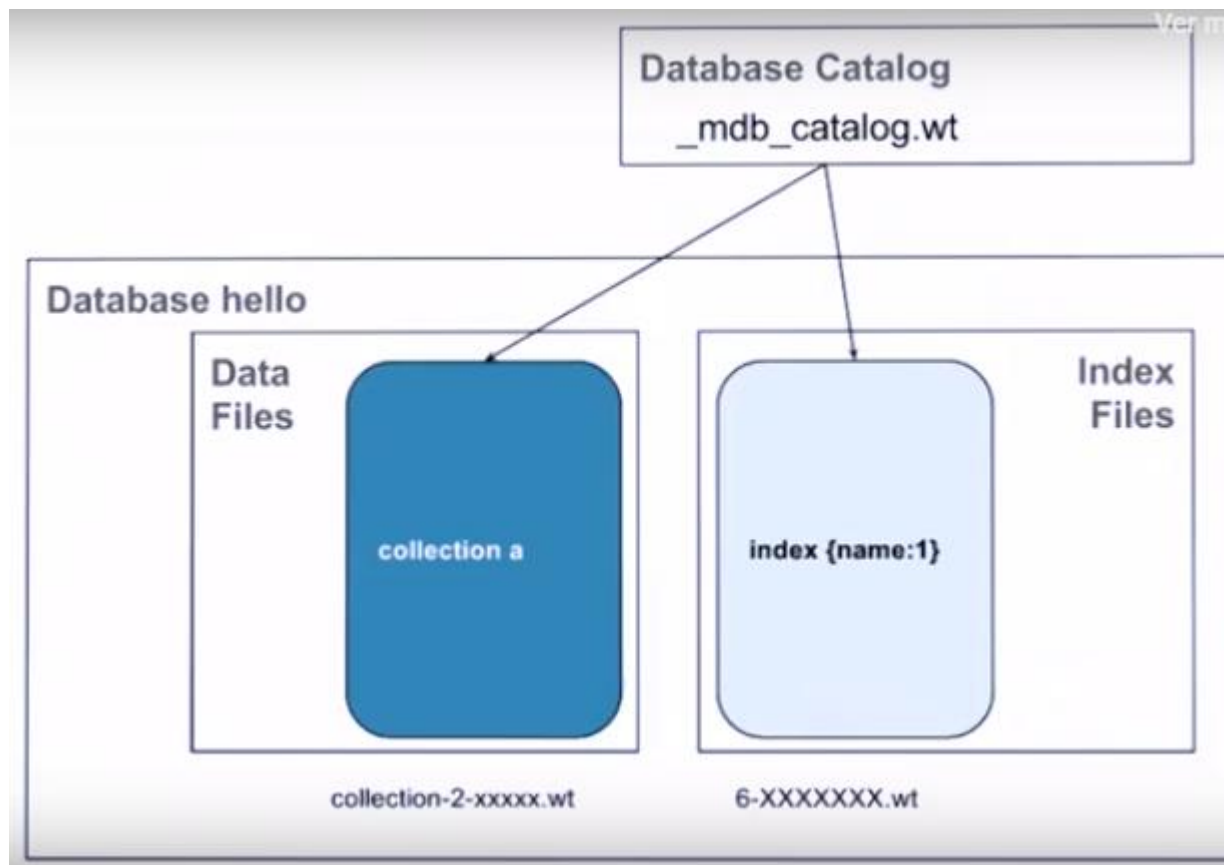 Ver m
Database Catalog
_mdb_catalog.wt
Database hello
Data
Files
Index
Files
collection a
index {name:1}
collection-2-xxxxx.wt
6-XXXXXXX.wt